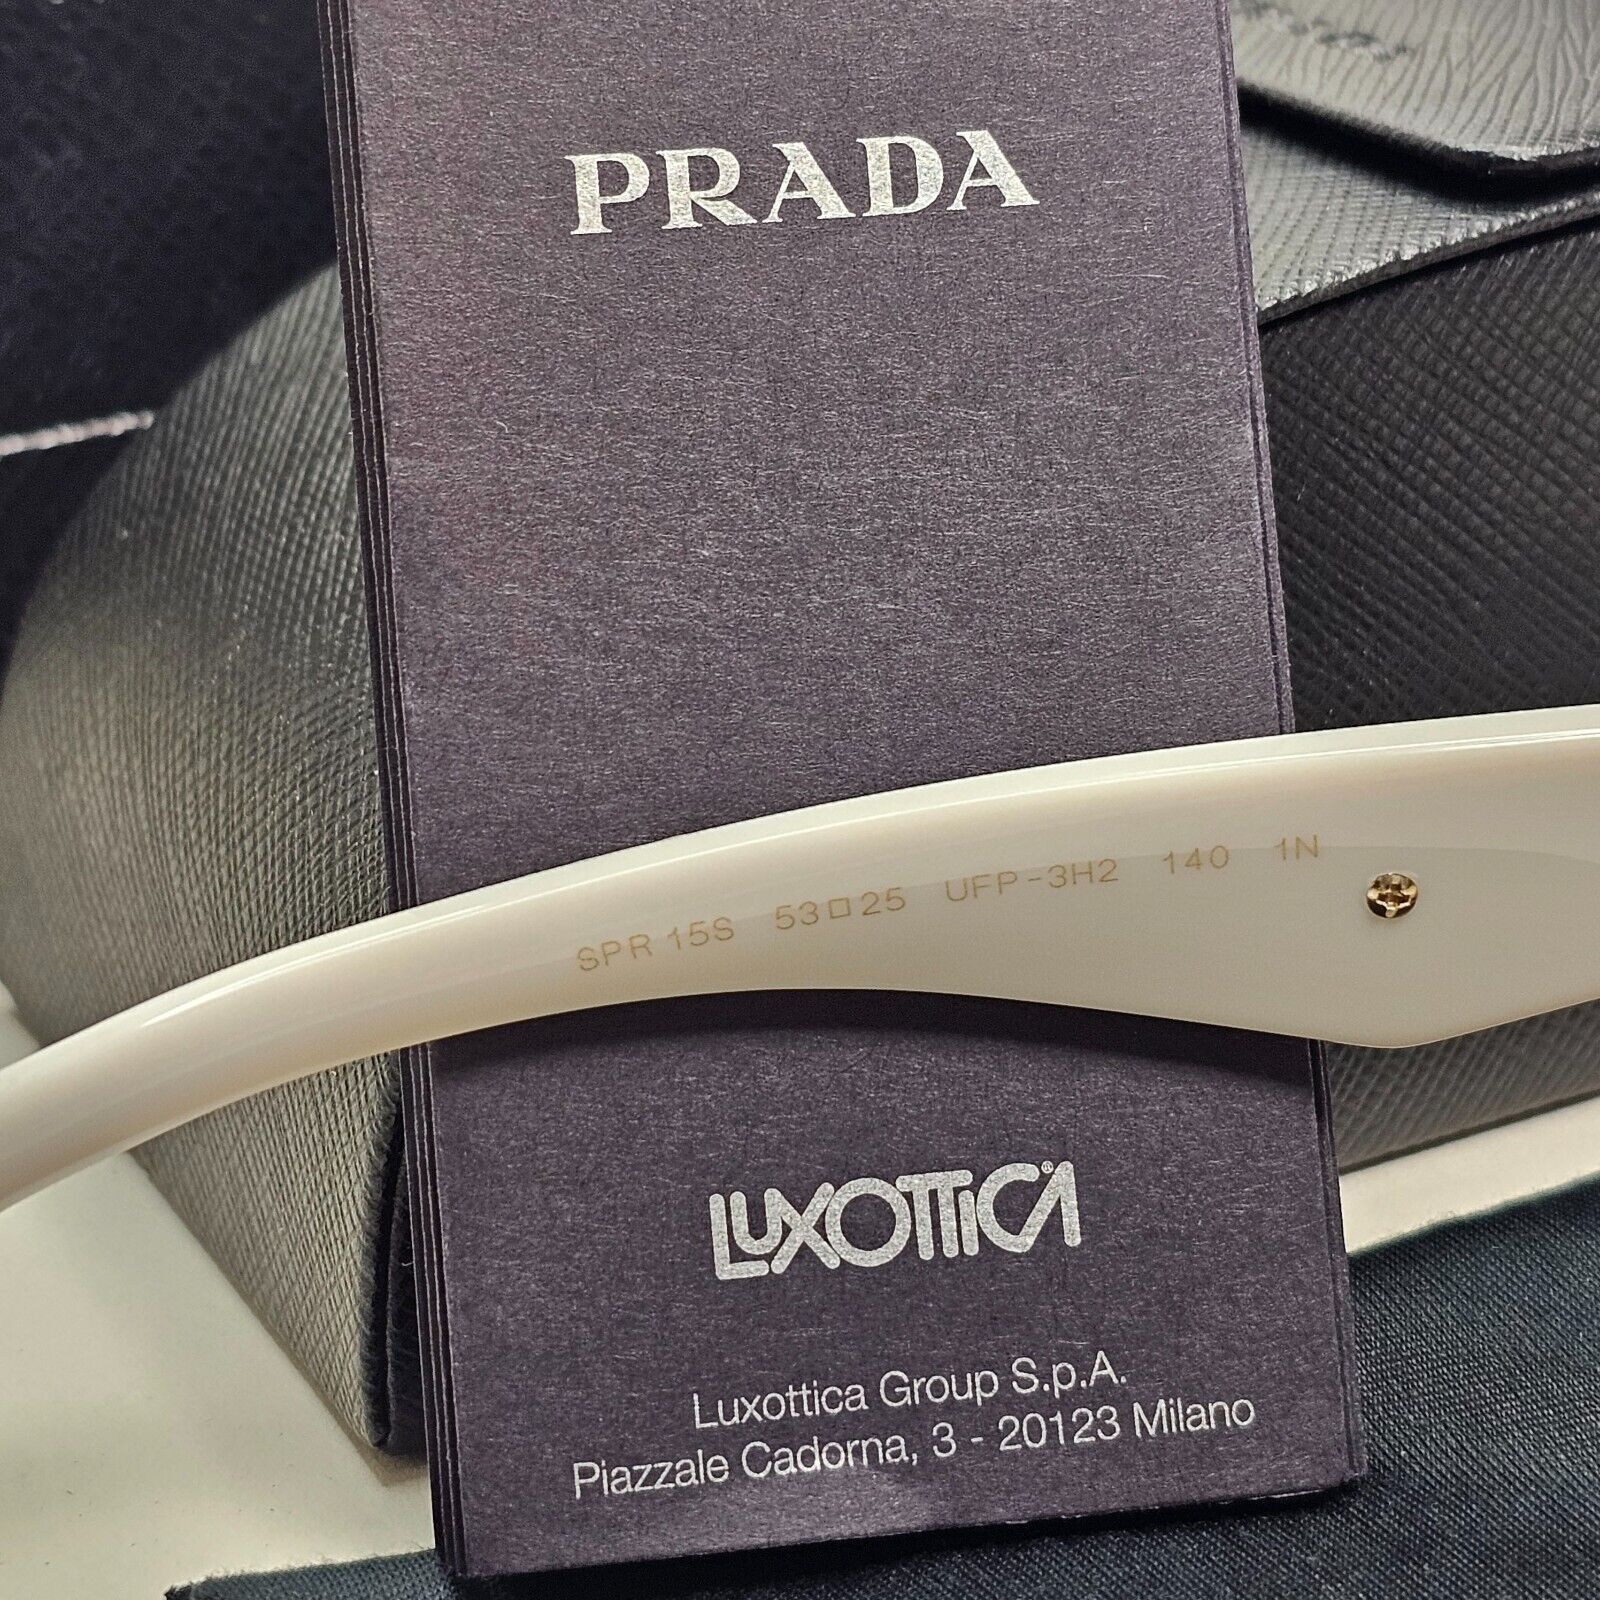 PRADA
SPR 15S 53□25 UFP-3H2 140 1N
LUXOTTICA®
Luxottica Group S.p.A.
Piazzale Cadorna, 3 - 20123 Milano